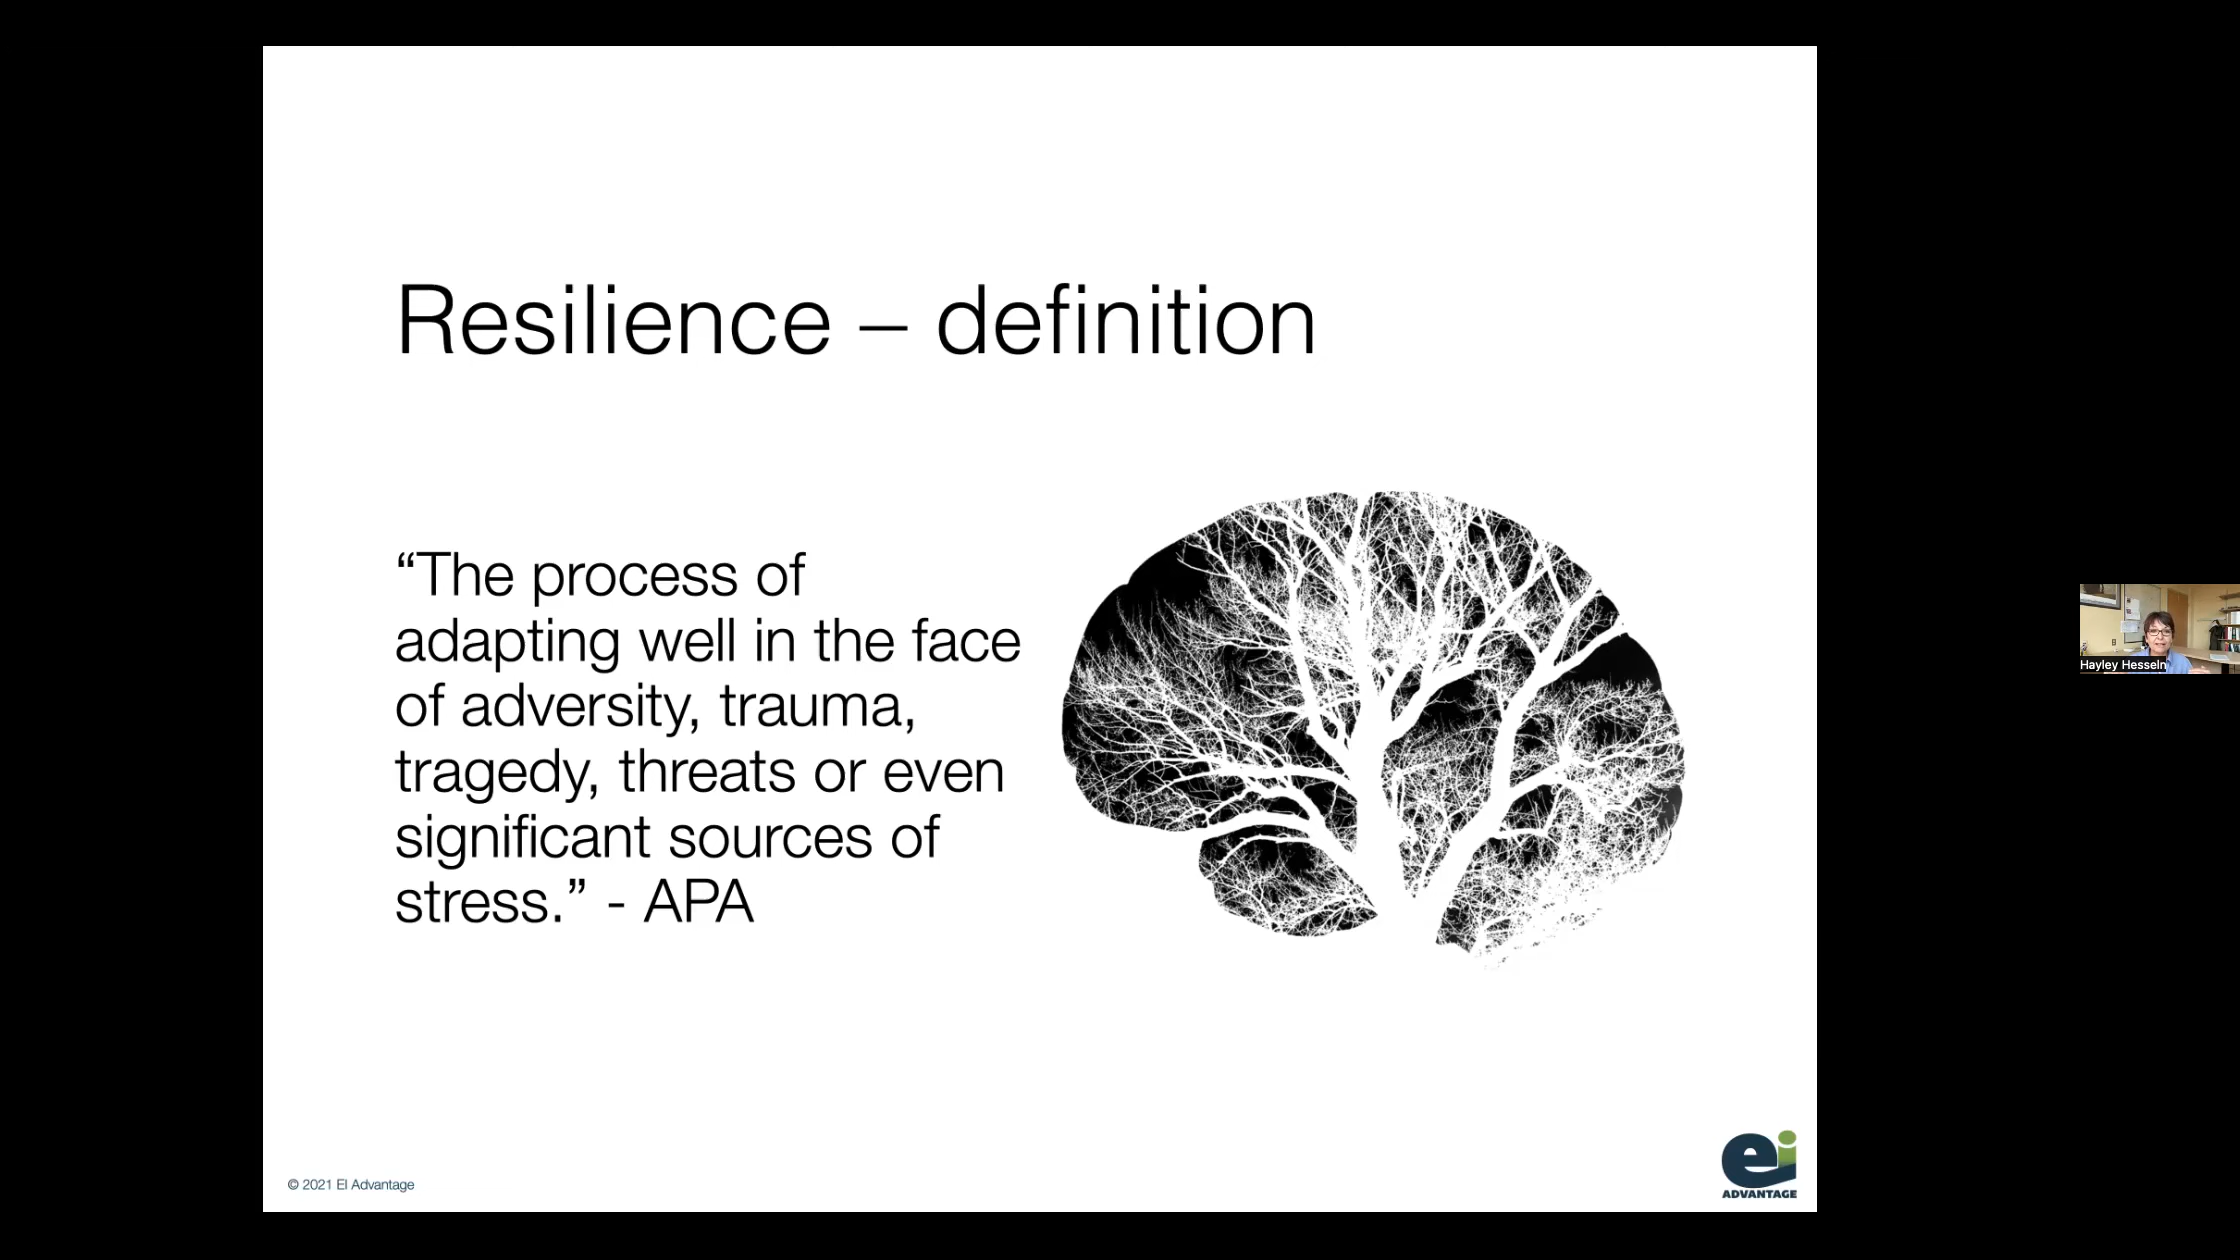 Resilience – definition
“The process of
adapting well in the face
of adversity, trauma,
tragedy, threats or even
significant sources of
stress.” - APA
Hayley Hesseln
© 2021 EI Advantage
ei
ADVANTAGE